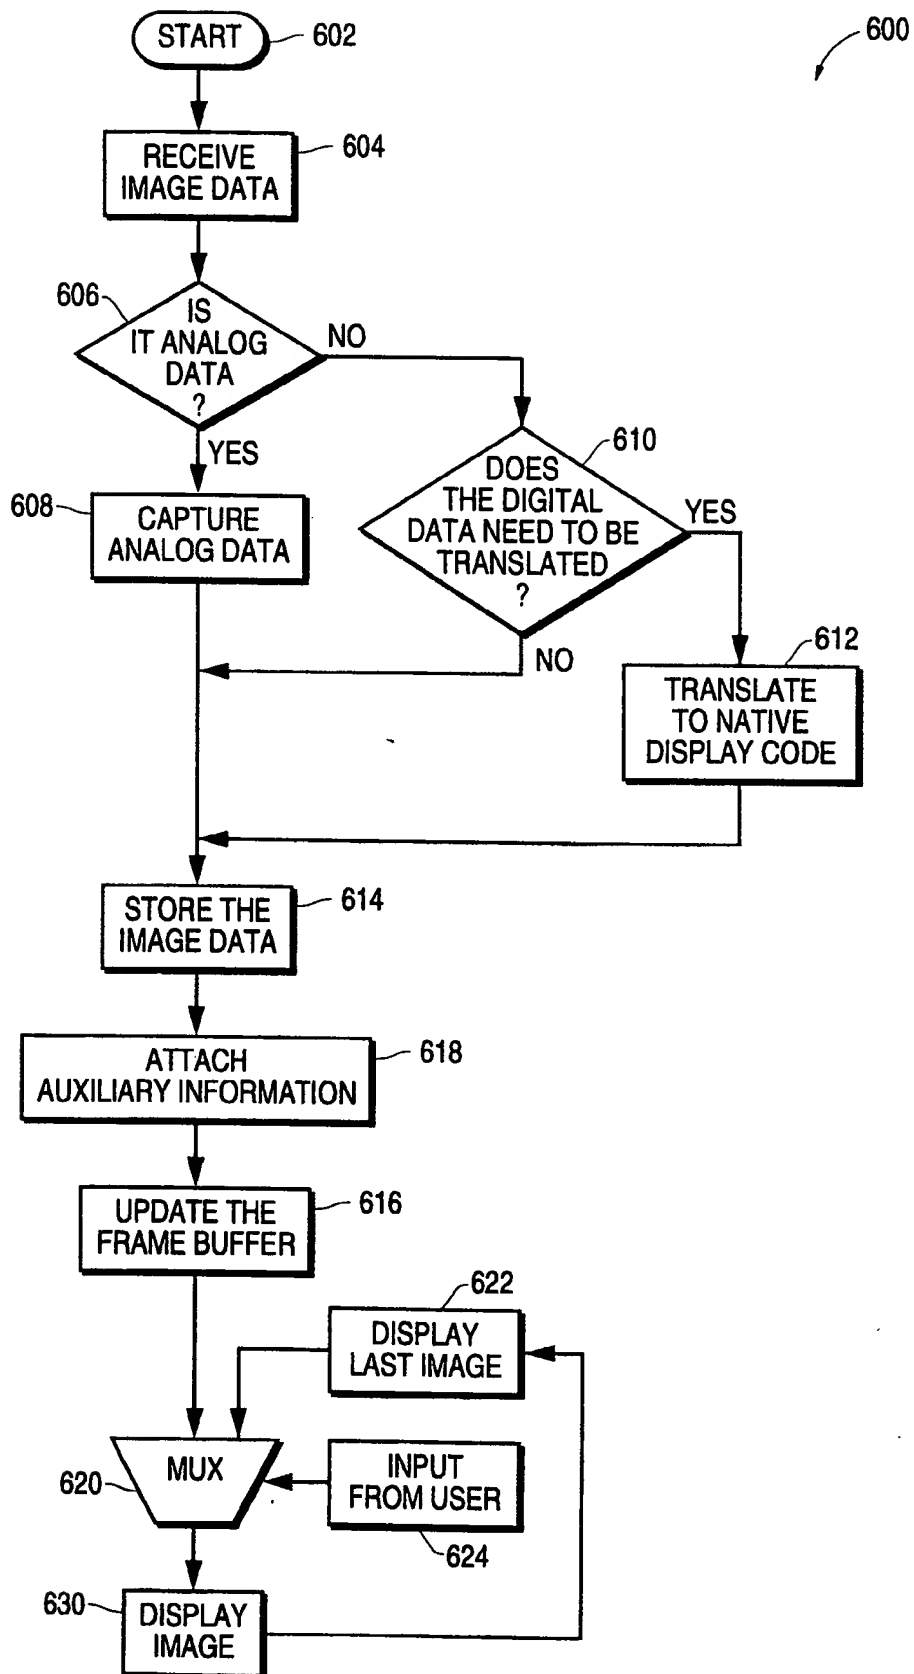 START
602
600
RECEIVE
IMAGE DATA
604
606
IS
IT ANALOG
DATA
?
NO
YES
610
DOES
THE DIGITAL
DATA NEED TO BE
TRANSLATED
?
YES
NO
608
CAPTURE
ANALOG DATA
612
TRANSLATE
TO NATIVE
DISPLAY CODE
STORE THE
IMAGE DATA
614
ATTACH
AUXILIARY INFORMATION
618
UPDATE THE
FRAME BUFFER
616
622
DISPLAY
LAST IMAGE
MUX
620
INPUT
FROM USER
624
630
DISPLAY
IMAGE